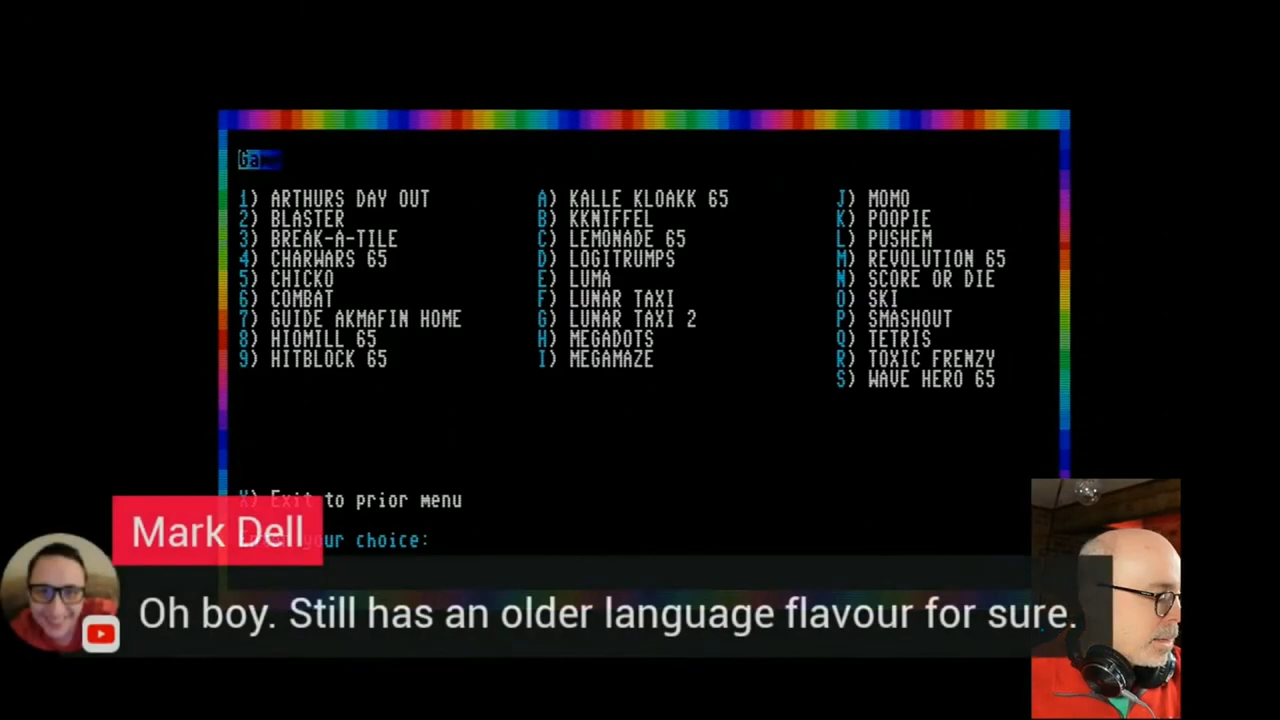 Ga
1) ARTHURS DAY OUT
2) BLASTER
3) BREAK-A-TILE
4) CHARWARS 65
5) CHICKO
6) COMBAT
7) GUIDE AKMAFIN HOME
8) HIOMILL 65
9) HITBLOCK 65
A) KALLE KLOAKK 65
B) KKNIFFEL
C) LEMONADE 65
D) LOGITRUMPS
E) LUMA
F) LUNAR TAXI
G) LUNAR TAXI 2
H) MEGADOTS
I) MEGAMAZE
J) MOMO
K) POOPIE
L) PUSHEM
M) REVOLUTION 65
N) SCORE OR DIE
O) SKI
P) SMASHOUT
Q) TETRIS
R) TOXIC FRENZY
S) WAVE HERO 65
X) Exit to prior menu
Enter your choice:
Mark Dell
Oh boy. Still has an older language flavour for sure.